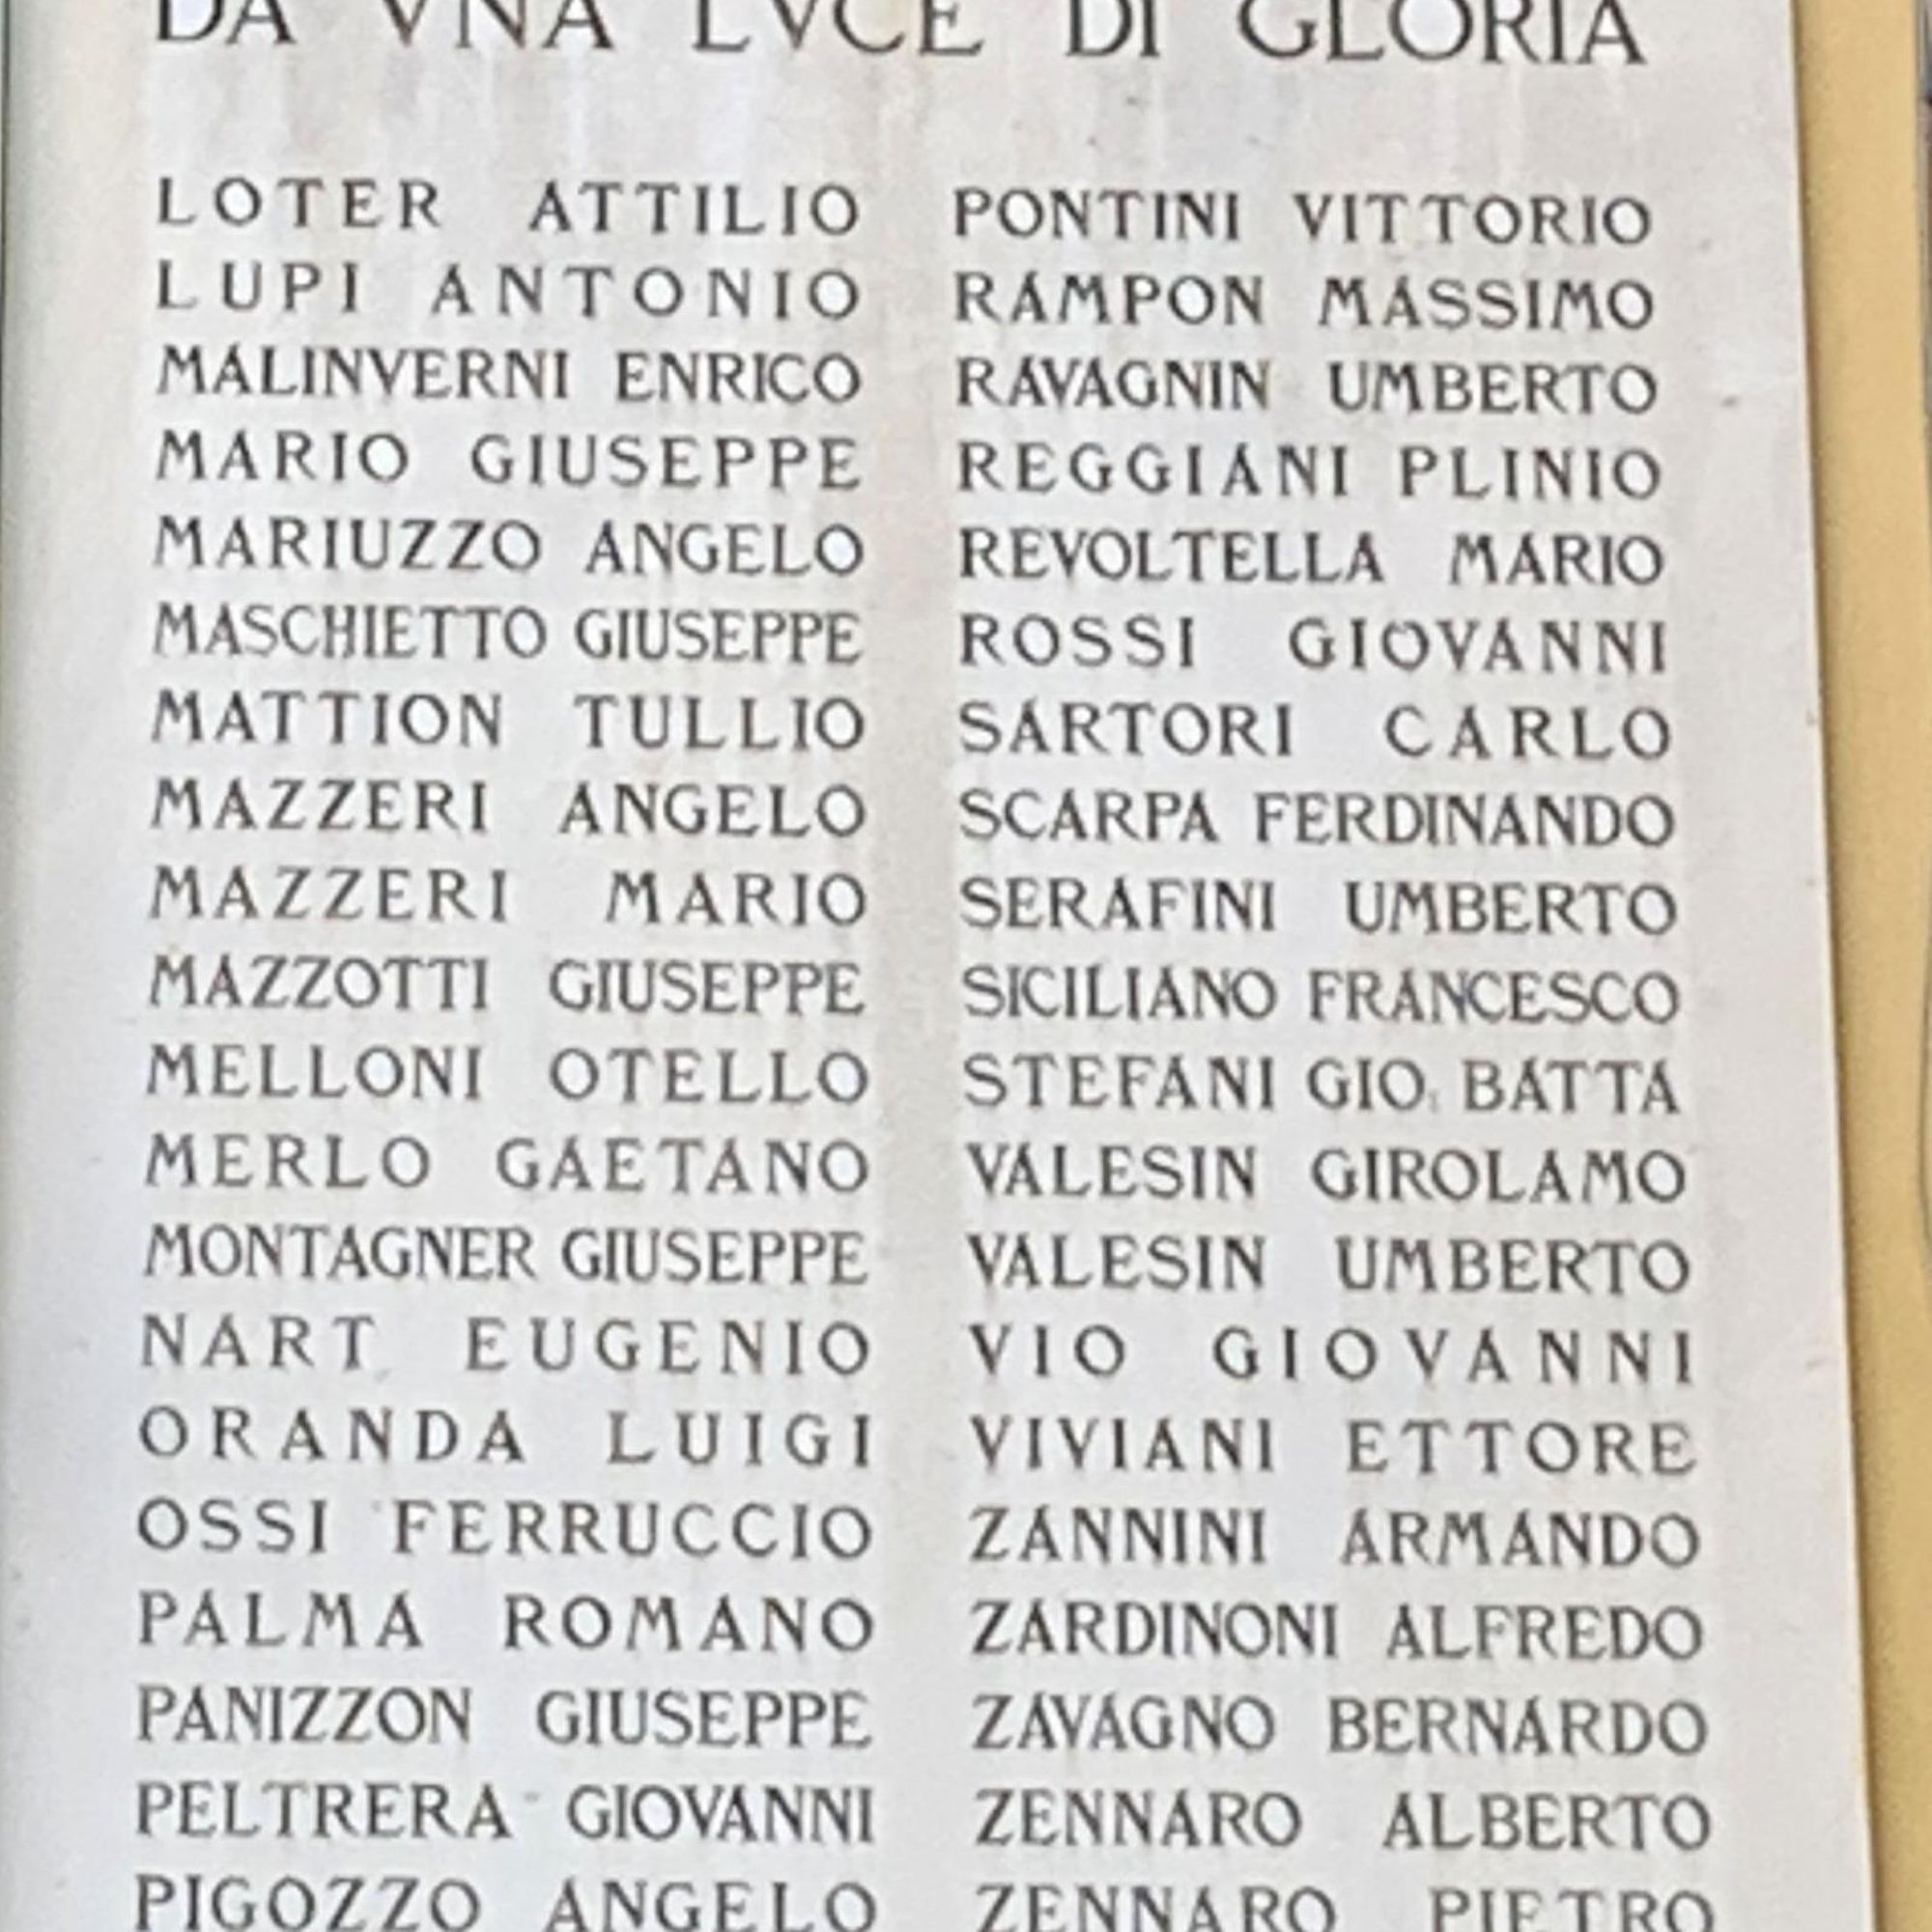 DA VNA LVCE DI GLORIA
LOTER ATTILIO
LUPI ANTONIO
MALINVERNI ENRICO
MARIO GIUSEPPE
MARIUZZO ANGELO
MASCHIETTO GIUSEPPE
MATTION TULLIO
MAZZERI ANGELO
MAZZERI MARIO
MAZZOTTI GIUSEPPE
MELLONI OTELLO
MERLO GAETANO
MONTAGNER GIUSEPPE
NART EUGENIO
ORANDA LUIGI
OSSI FERRUCCIO
PALMA ROMANO
PANIZZON GIUSEPPE
PELTRERA GIOVANNI
PIGOZZO ANGELO
PONTINI VITTORIO
RAMPON MASSIMO
RAVAGNIN UMBERTO
REGGIANI PLINIO
REVOLTELLA MARIO
ROSSI GIOVANNI
SARTORI CARLO
SCARPA FERDINANDO
SERAFINI UMBERTO
SICILIANO FRANCESCO
STEFANI GIO. BATTA
VALESIN GIROLAMO
VALESIN UMBERTO
VIO GIOVANNI
VIVIANI ETTORE
ZANNINI ARMANDO
ZARDINONI ALFREDO
ZAVAGNO BERNARDO
ZENNARO ALBERTO
ZENNARO PIETRO